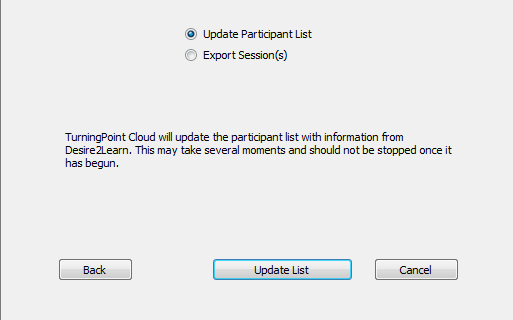 Update Participant List
Export Session(s)
TurningPoint Cloud will update the participant list with information from
Desire2Learn. This may take several moments and should not be stopped once it
has begun.
Back
Update List
Cancel